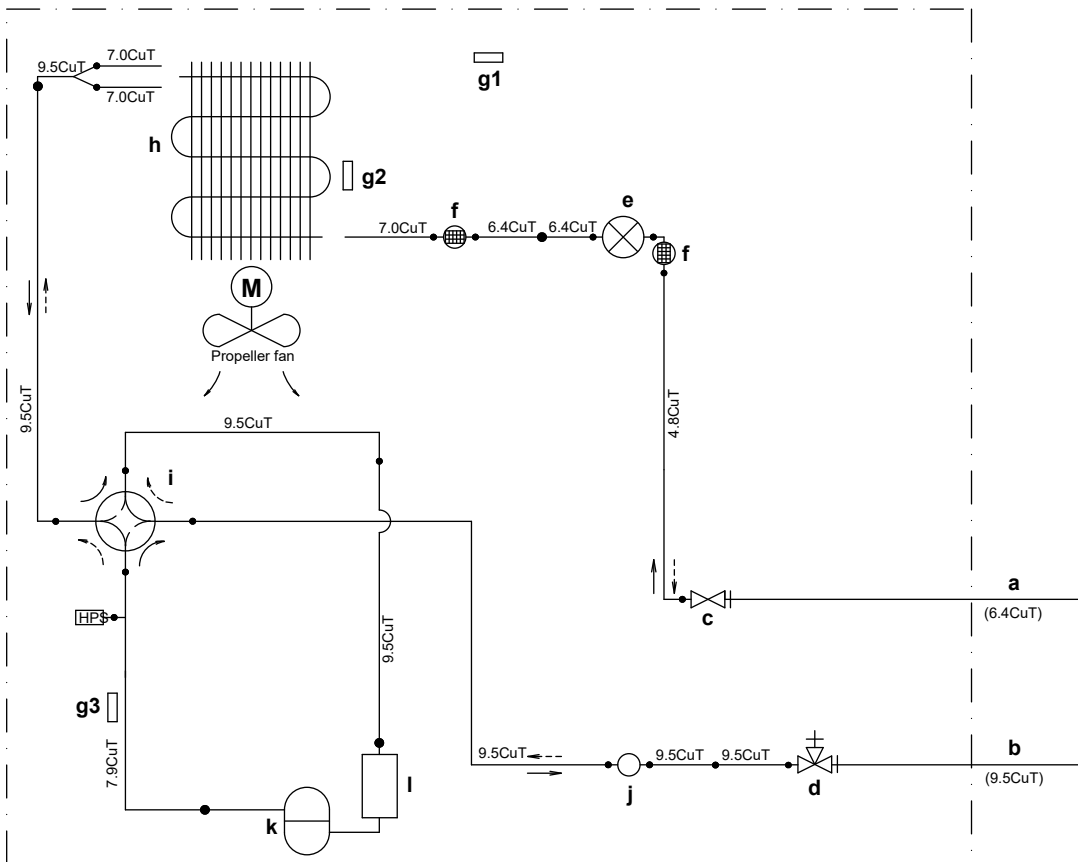 7.0CuT
9.5CuT
7.0CuT
g1
h
g2
f
e
7.0CuT
6.4CuT
6.4CuT
f
M
Propeller fan
9.5CuT
9.5CuT
4.8CuT
i
a
(6.4CuT)
c
HPS
9.5CuT
g3
7.9CuT
9.5CuT
9.5CuT
9.5CuT
b
(9.5CuT)
j
d
l
k